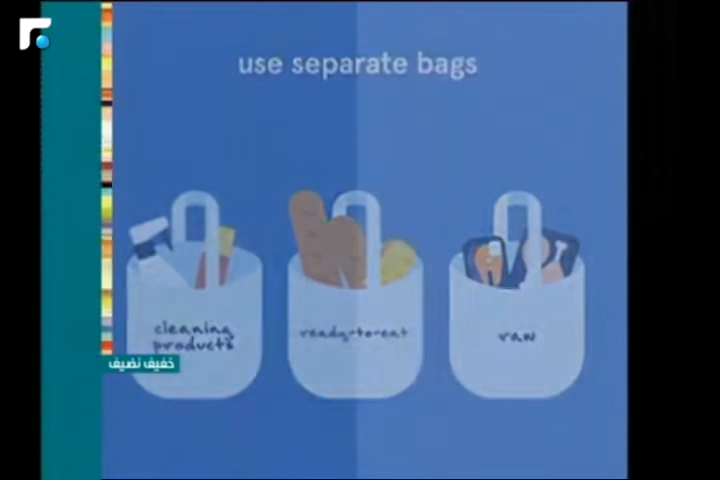 use separate bags
cleaning
products
ready-to-eat
raw
خفيف نضيف